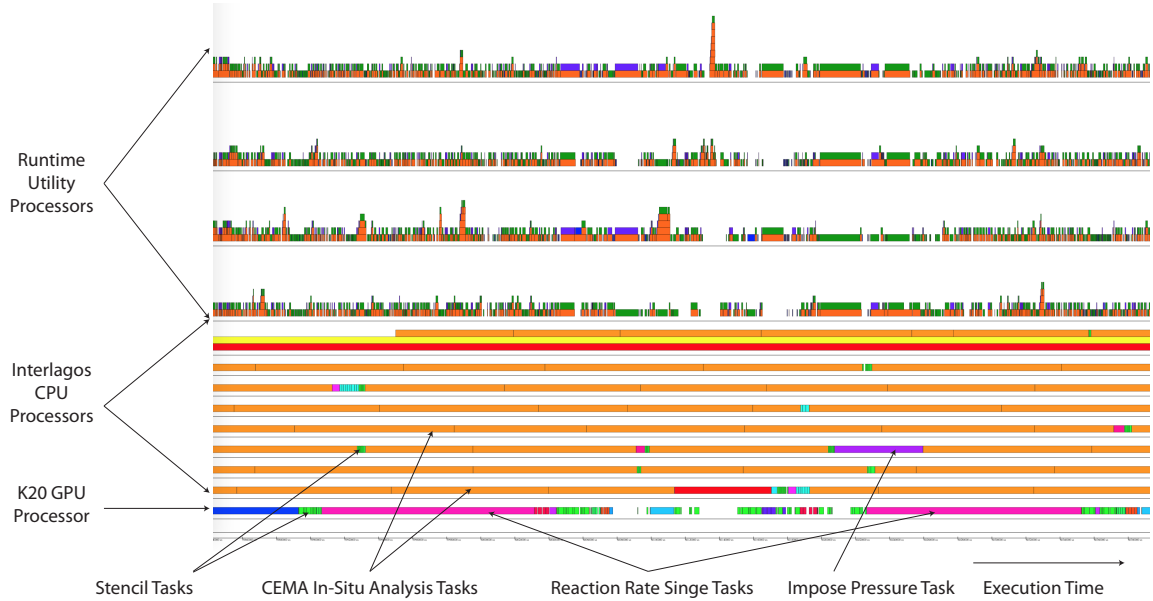 Runtime
Utility
Processors
Interlagos
CPU
Processors
K20 GPU
Processor
Stencil Tasks
CEMA In-Situ Analysis Tasks
Reaction Rate Singe Tasks
Impose Pressure Task
Execution Time